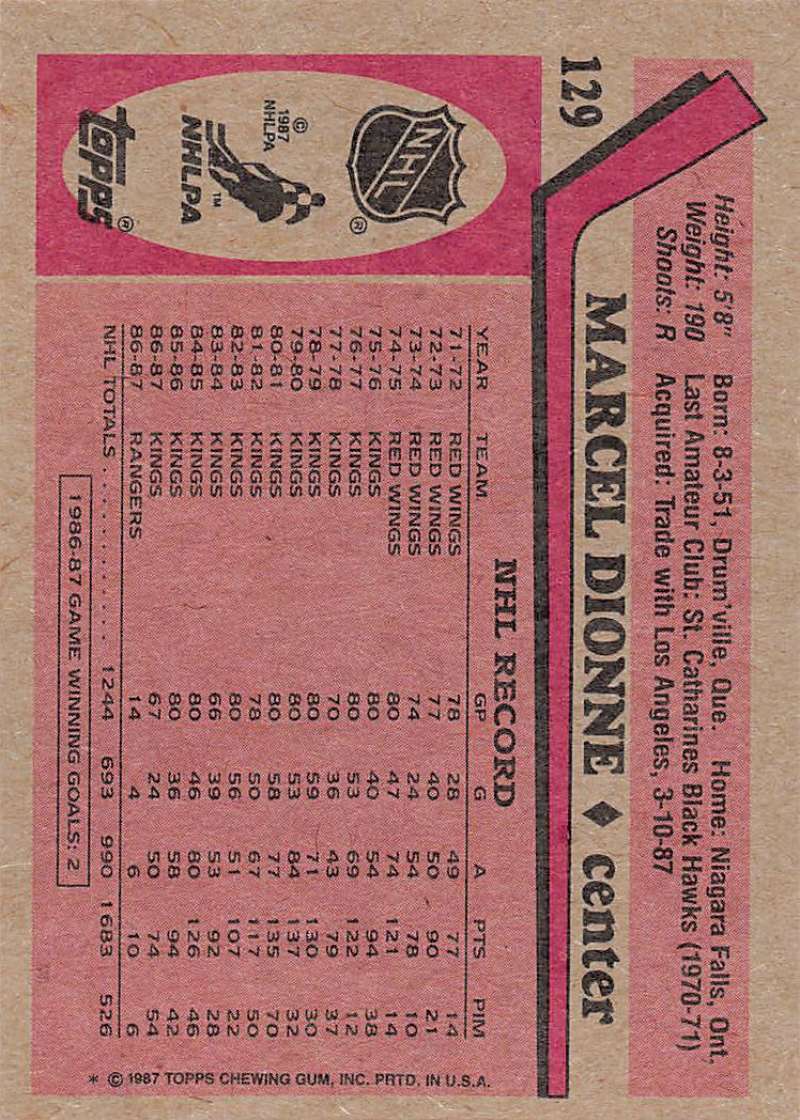 129
Height: 5'8" Born: 8-3-51, Drum'ville, Que. Home: Niagara Falls, Ont.
Weight: 190 Last Amateur Club: St. Catharines Black Hawks (1970-71)
Shoots: R Acquired: Trade with Los Angeles, 3-10-87
MARCEL DIONNE ♦ center
NHL
®
© 1987 NHLPA
TM
NHLPA
TOPPS®
NHL RECORD
YEAR TEAM GP G A PTS PIM
71-72 RED WINGS 78 28 49 77 14
72-73 RED WINGS 77 40 50 90 21
73-74 RED WINGS 74 24 54 78 10
74-75 RED WINGS 80 47 74 121 14
75-76 KINGS 80 40 54 94 38
76-77 KINGS 80 53 69 122 12
77-78 KINGS 70 36 43 79 37
78-79 KINGS 80 59 71 130 30
79-80 KINGS 80 53 84 137 32
80-81 KINGS 80 58 77 135 70
81-82 KINGS 78 50 67 117 50
82-83 KINGS 80 56 51 107 22
83-84 KINGS 66 39 53 92 28
84-85 KINGS 80 46 80 126 46
85-86 KINGS 80 36 58 94 42
86-87 KINGS 67 24 50 74 54
86-87 RANGERS 14 4 6 10 6
NHL TOTALS . . . . . . . . . . . . 1244 693 990 1683 526
1986-87 GAME WINNING GOALS: 2
* © 1987 TOPPS CHEWING GUM, INC. PRTD. IN U.S.A.